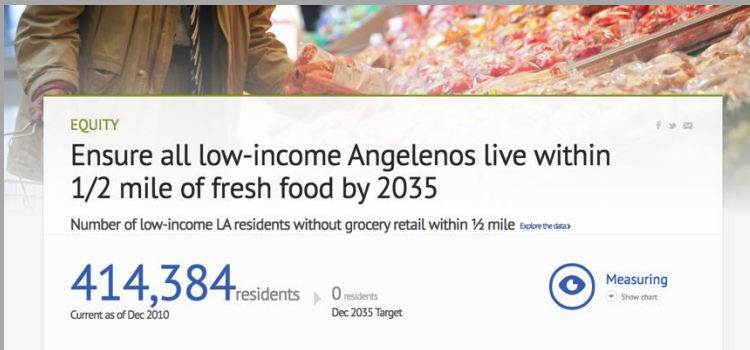 EQUITY
Ensure all low-income Angelenos live within
1/2 mile of fresh food by 2035
Number of low-income LA residents without grocery retail within ½ mile Explore the data›
414,384 residents
0 residents
Current as of Dec 2010
Dec 2035 Target
Measuring
Show chart